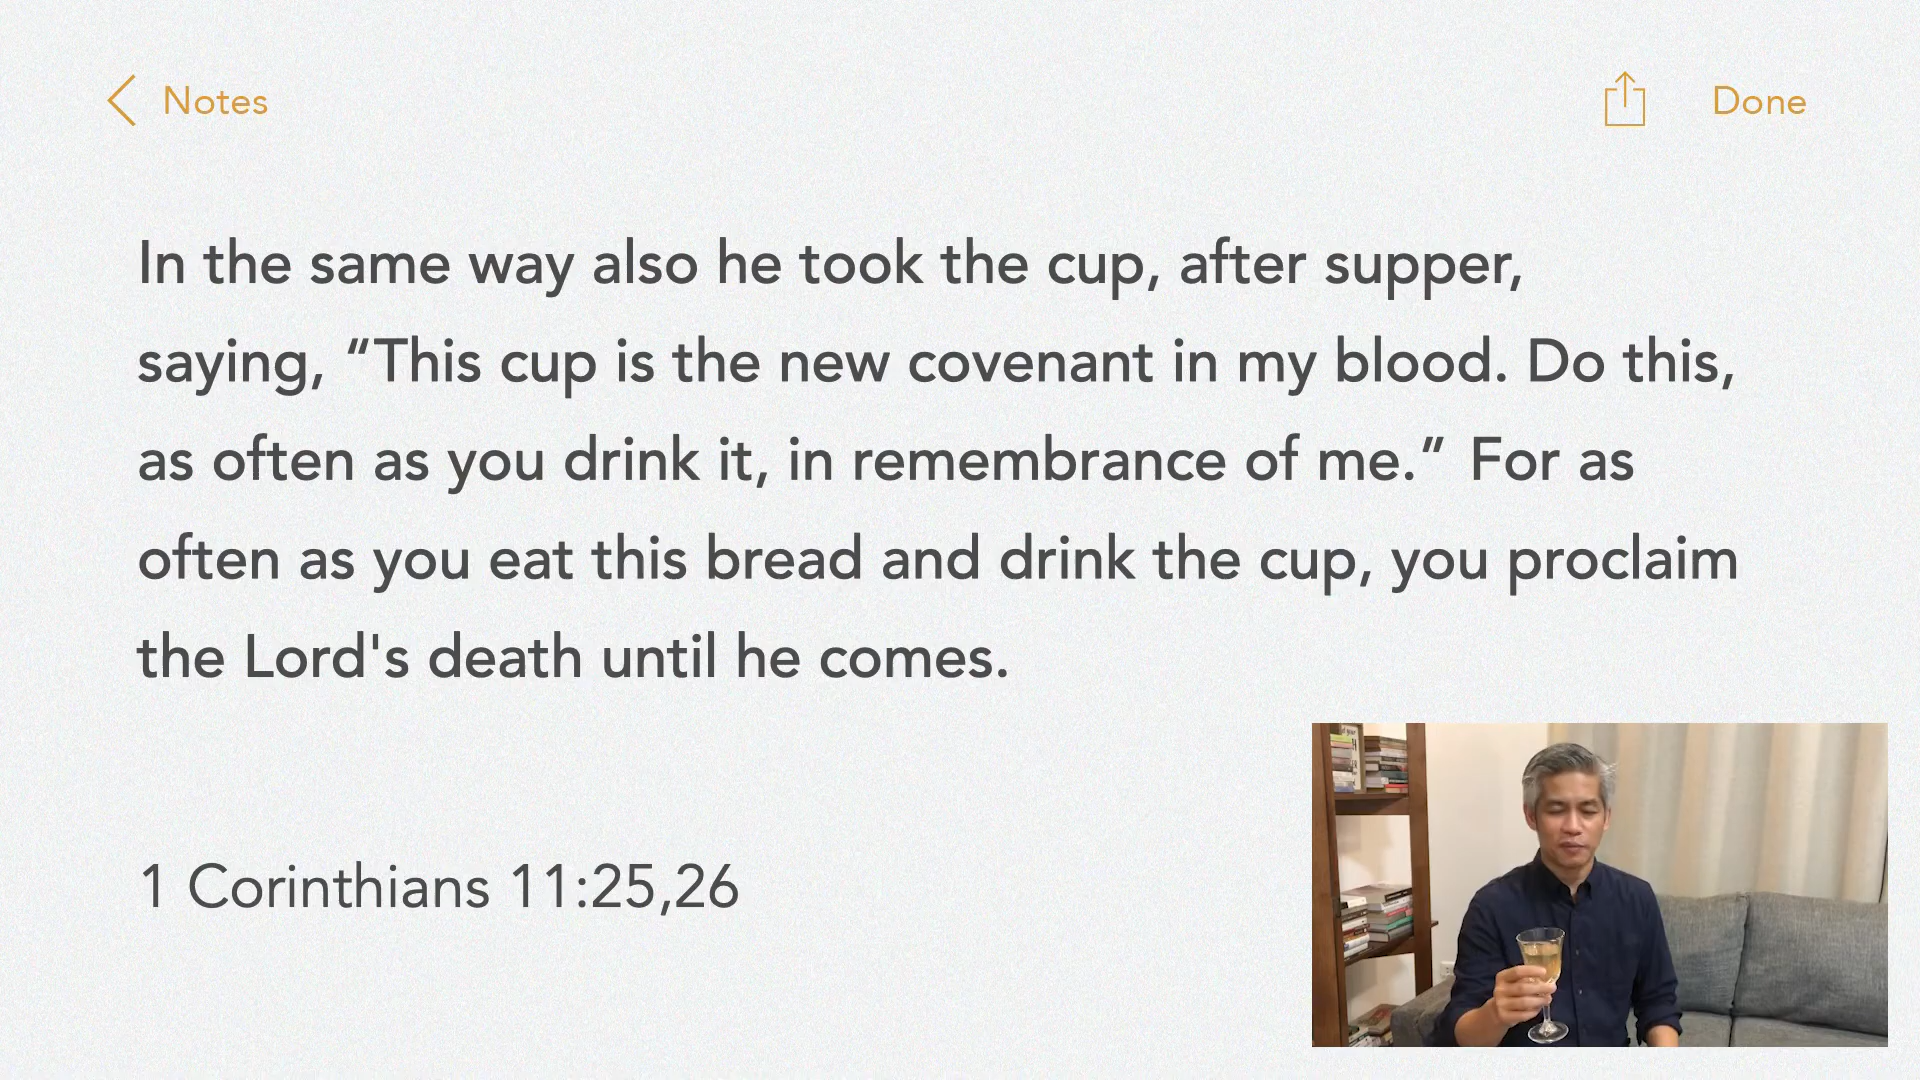 Notes
Done
In the same way also he took the cup, after supper,
saying, “This cup is the new covenant in my blood. Do this,
as often as you drink it, in remembrance of me.” For as
often as you eat this bread and drink the cup, you proclaim
the Lord's death until he comes.
1 Corinthians 11:25,26